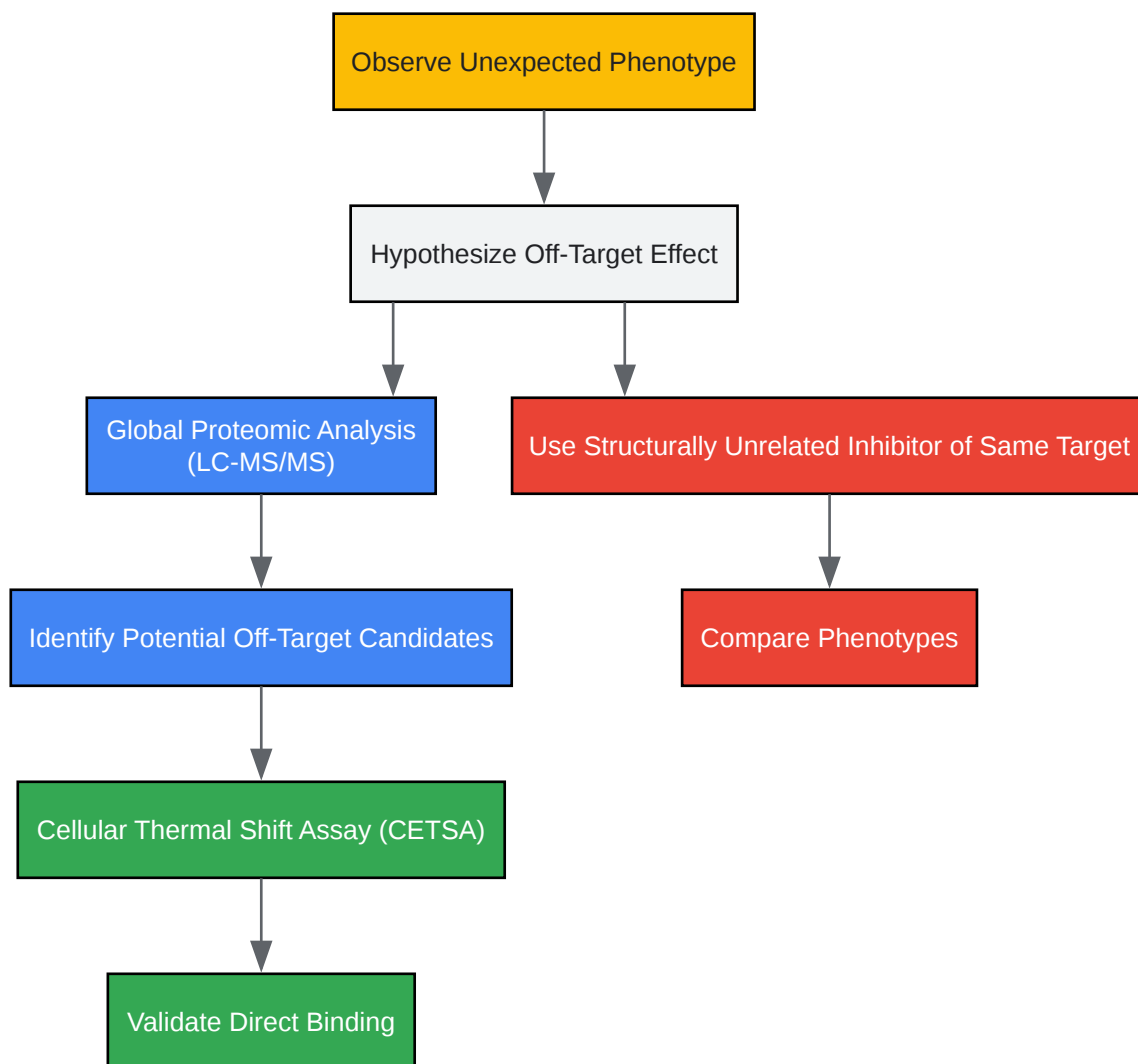 Observe Unexpected Phenotype
Hypothesize Off-Target Effect
Global Proteomic Analysis
(LC-MS/MS)
Use Structurally Unrelated Inhibitor of Same Target
Identify Potential Off-Target Candidates
Compare Phenotypes
Cellular Thermal Shift Assay (CETSA)
Validate Direct Binding